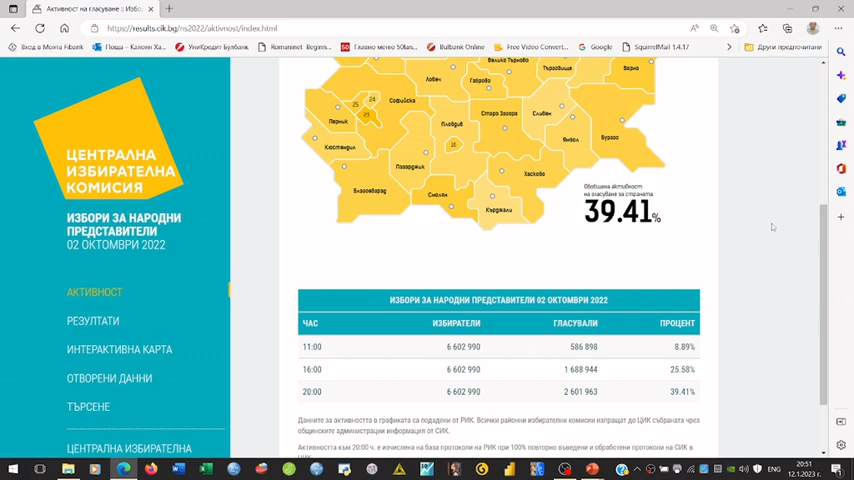 Активност на гласуване :: Избори
https://results.cik.bg/ns2022/aktivnost/index.html
Вход в Моята Fibank
Поща – Калоян Ха...
УниКредит Булбанк
Romaninet Beginn...
Главно меню 50lan...
Bulbank Online
Free Video Convert...
Google
SquirrelMail 1.4.17
Други предпочитани
ЦЕНТРАЛНА
ИЗБИРАТЕЛНА
КОМИСИЯ
ИЗБОРИ ЗА НАРОДНИ
ПРЕДСТАВИТЕЛИ
02 ОКТОМВРИ 2022
АКТИВНОСТ
РЕЗУЛТАТИ
ИНТЕРАКТИВНА КАРТА
ОТВОРЕНИ ДАННИ
ТЪРСЕНЕ
ЦЕНТРАЛНА ИЗБИРАТЕЛНА
Велико Търново
Търговище
Варна
Ловеч
Габрово
25
24
Софийска
23
Перник
Пловдив
Стара Загора
Сливен
Ямбол
Бургас
Кюстендил
16
Пазарджик
Хасково
Благоевград
Смолян
Кърджали
Обобщена активност
на гласуване за страната
39.41%
ИЗБОРИ ЗА НАРОДНИ ПРЕДСТАВИТЕЛИ 02 ОКТОМВРИ 2022
ЧАС ИЗБИРАТЕЛИ ГЛАСУВАЛИ ПРОЦЕНТ
11:00 6 602 990 586 898 8.89%
16:00 6 602 990 1 688 944 25.58%
20:00 6 602 990 2 601 963 39.41%
Данните за активността в графиката са подадени от РИК. Всички районни избирателни комисии изпращат до ЦИК събраната чрез
общинските администрации информация от СИК.
Активността към 20:00 ч. е изчислена на база протоколи на РИК при 100% повторно въведени и обработени протоколи на СИК в
ЦИК.
ENG
20:51
12.1.2023 г.